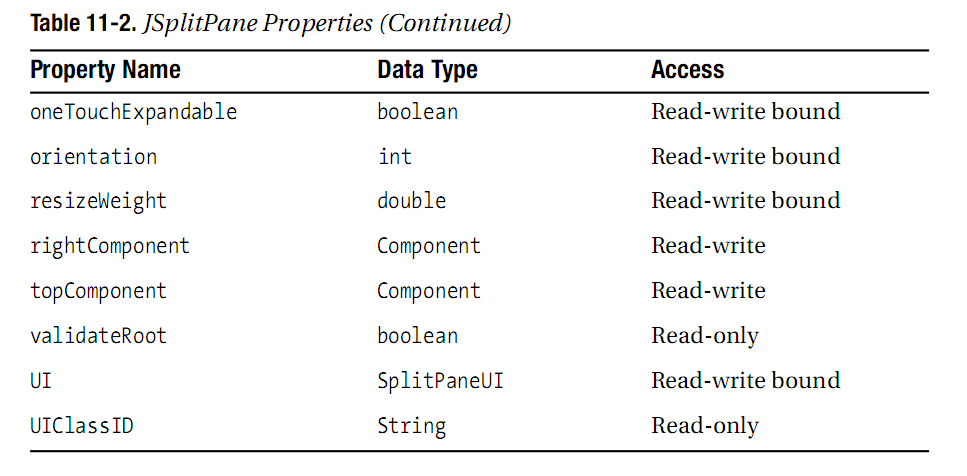 Table 11-2. JSplitPane Properties (Continued)
Property Name Data Type Access
oneTouchExpandable boolean Read-write bound
orientation int Read-write bound
resizeWeight double Read-write bound
rightComponent Component Read-write
topComponent Component Read-write
validateRoot boolean Read-only
UI SplitPaneUI Read-write bound
UIClassID String Read-only